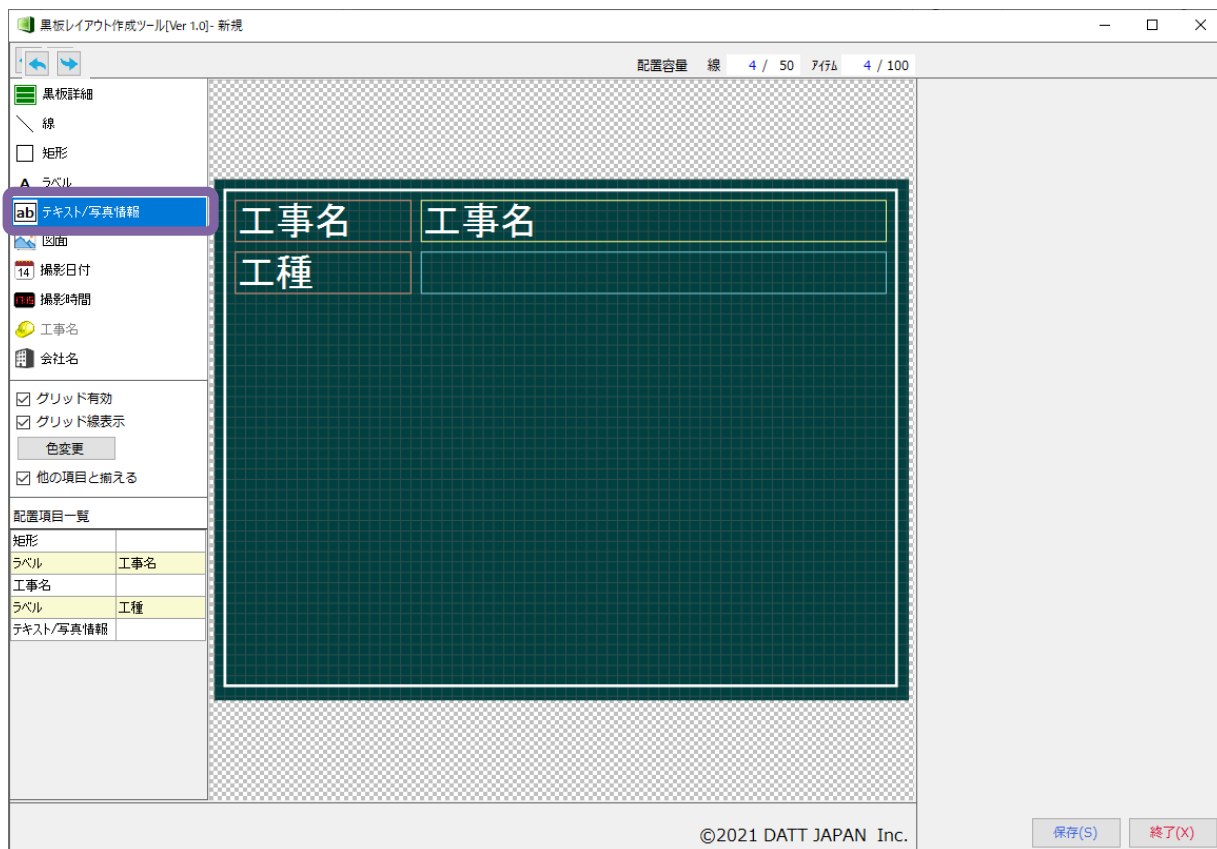 黒板レイアウト作成ツール[Ver 1.0]- 新規
配置容量 線 4 / 50 ｱｲﾃﾑ 4 / 100
黒板詳細
線
矩形
A ラベル
ab テキスト/写真情報
図面
14 撮影日付
17:15 撮影時間
工事名
会社名
グリッド有効
グリッド線表示
色変更
他の項目と揃える
配置項目一覧
矩形
ラベル 工事名
工事名
ラベル 工種
テキスト/写真情報
工事名 工事名
工種
©2021 DATT JAPAN Inc.
保存(S) 終了(X)